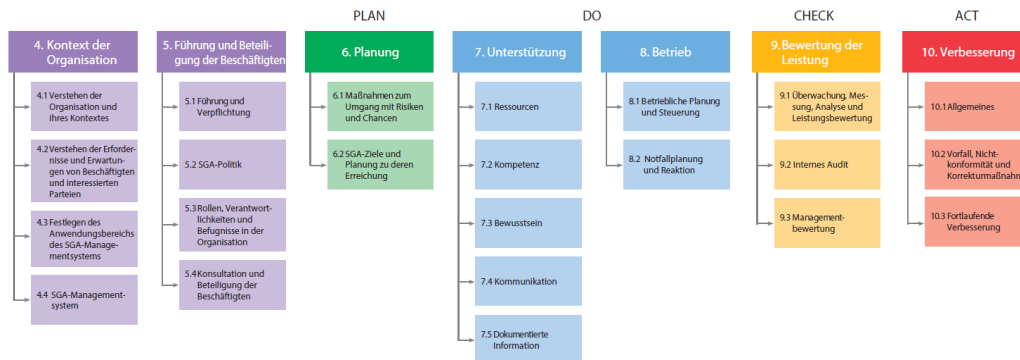 PLAN
DO
CHECK
ACT
4. Kontext der
Organisation
4.1 Verstehen der
Organisation und
ihres Kontextes
4.2 Verstehen der Erforder-
nisse und Erwartun-
gen von Beschäftigten
und interessierten
Parteien
4.3 Festlegen des
Anwendungsbereichs
des SGA-Manage-
mentsystems
4.4 SGA-Management-
system
5. Führung und Beteili-
gung der Beschäftigten
5.1 Führung und
Verpflichtung
5.2 SGA-Politik
5.3 Rollen, Verantwort-
lichkeiten und
Befugnisse in der
Organisation
5.4 Konsultation und
Beteiligung der
Beschäftigten
6. Planung
6.1 Maßnahmen zum
Umgang mit Risiken
und Chancen
6.2 SGA-Ziele und
Planung zu deren
Erreichung
7. Unterstützung
7.1 Ressourcen
7.2 Kompetenz
7.3 Bewusstsein
7.4 Kommunikation
7.5 Dokumentierte
Information
8. Betrieb
8.1 Betriebliche Planung
und Steuerung
8.2 Notfallplanung
und Reaktion
9. Bewertung der
Leistung
9.1 Überwachung, Mes-
sung, Analyse und
Leistungsbewertung
9.2 Internes Audit
9.3 Management-
bewertung
10. Verbesserung
10.1 Allgemeines
10.2 Vorfall, Nicht-
konformität und
Korrekturmaßnahm
10.3 Fortlaufende
Verbesserung